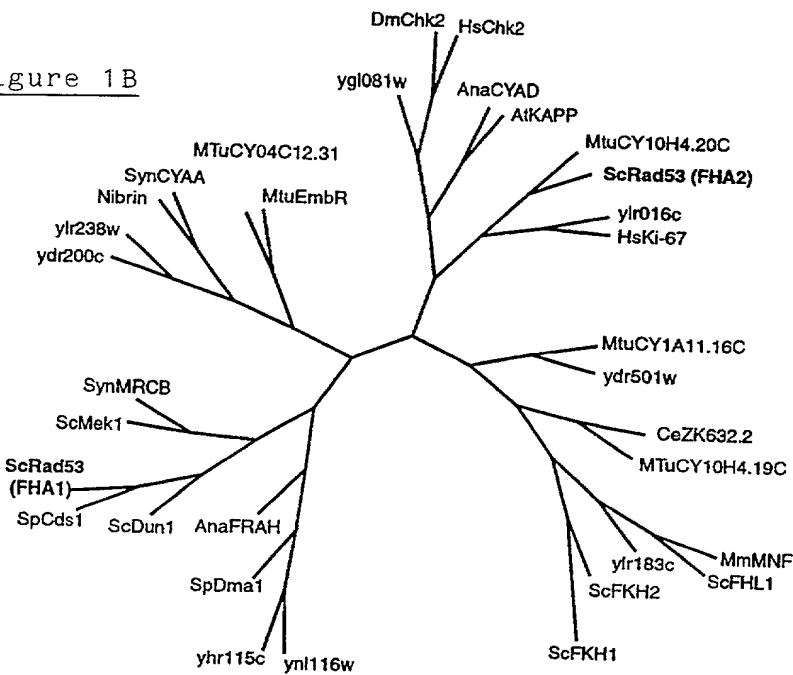 igure 1B
DmChk2
HsChk2
ygl081w
AnaCYAD
AtKAPP
MtuCY10H4.20C
ScRad53 (FHA2)
ylr016c
HsKi-67
MTuCY04C12.31
SynCYAA
Nibrin
MtuEmbR
ylr238w
ydr200c
MtuCY1A11.16C
ydr501w
SynMRCB
ScMek1
CeZK632.2
MTuCY10H4.19C
ScRad53
(FHA1)
SpCds1
ScDun1
AnaFRAH
SpDma1
yhr115c
ynl116w
ylr183c
MmMNF
ScFHL1
ScFKH2
ScFKH1